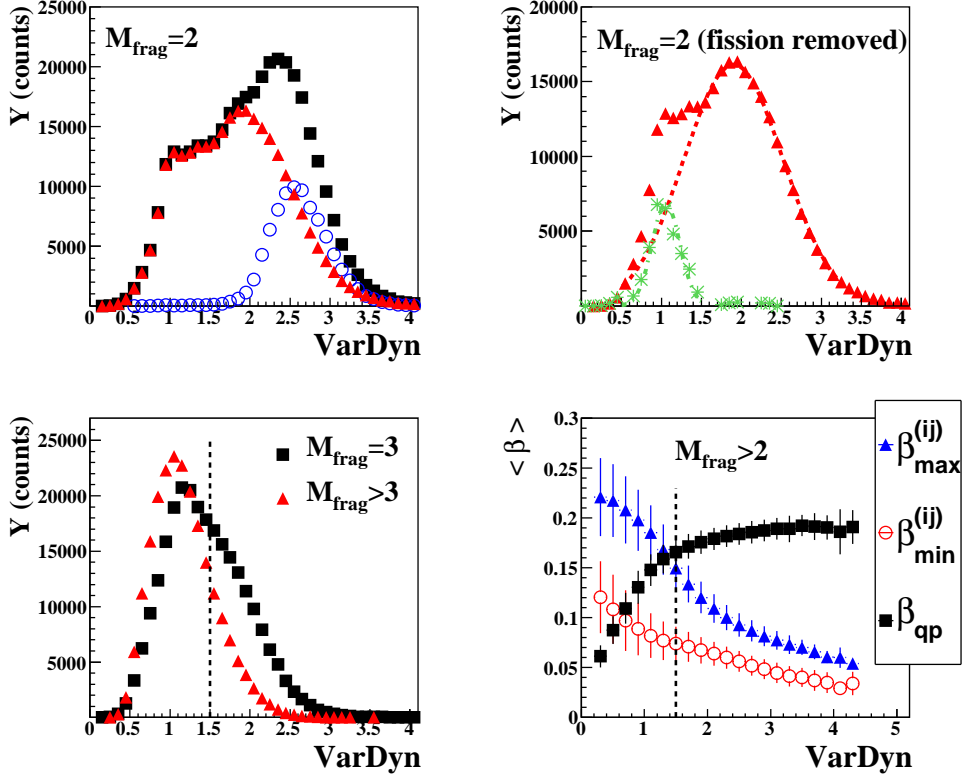 M_frag=2
Y (counts)
25000
20000
15000
10000
5000
0
0 0.5 1 1.5 2 2.5 3 3.5 4
VarDyn
M_frag=2 (fission removed)
Y (counts)
20000
15000
10000
5000
0
0 0.5 1 1.5 2 2.5 3 3.5 4
VarDyn
M_frag=3
M_frag>3
Y (counts)
25000
20000
15000
10000
5000
0
0 0.5 1 1.5 2 2.5 3 3.5 4
VarDyn
M_frag>2
< β >
0.3
0.25
0.2
0.15
0.1
0.05
0
0 1 2 3 4 5
VarDyn
β_max^(ij)
β_min^(ij)
β_qp